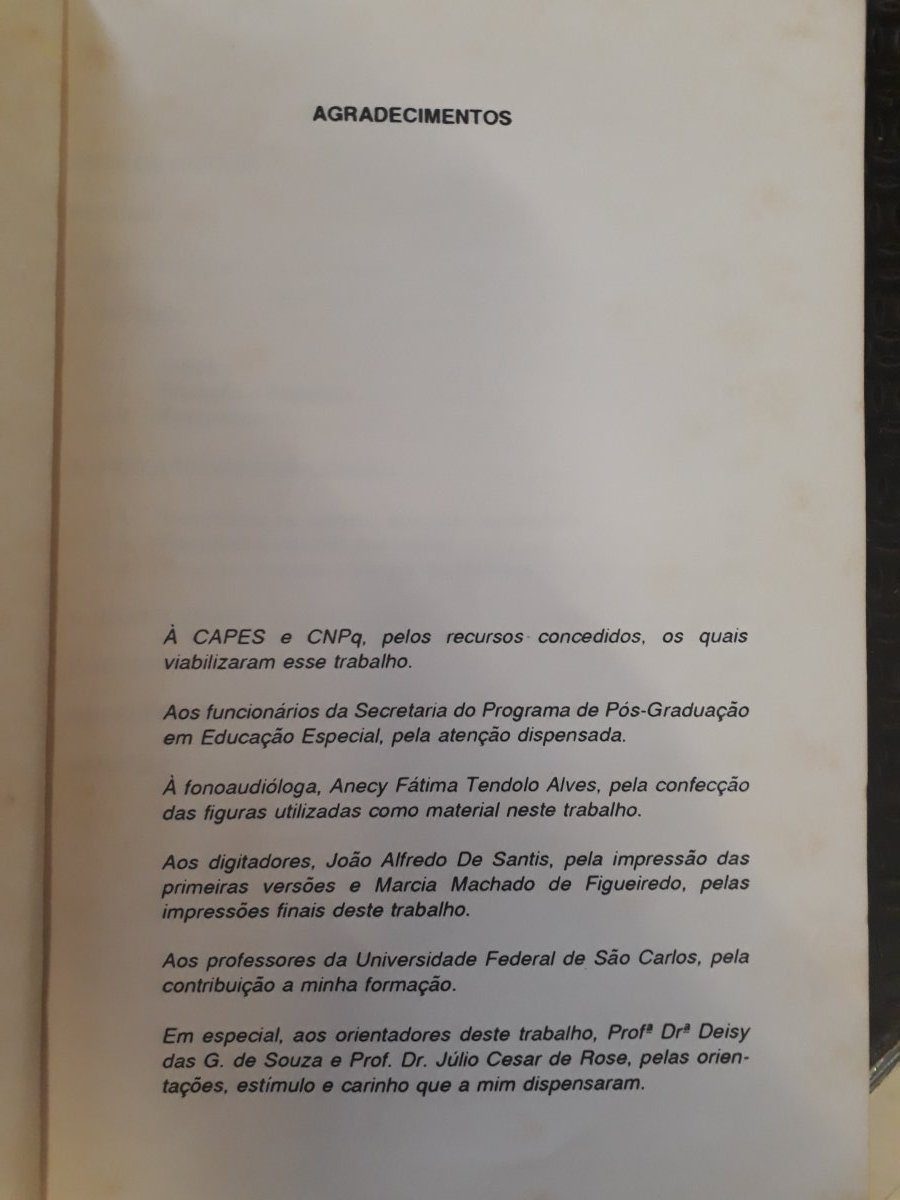 AGRADECIMENTOS
À CAPES e CNPq, pelos recursos concedidos, os quais
viabilizaram esse trabalho.
Aos funcionários da Secretaria do Programa de Pós-Graduação
em Educação Especial, pela atenção dispensada.
À fonoaudióloga, Anecy Fátima Tendolo Alves, pela confecção
das figuras utilizadas como material neste trabalho.
Aos digitadores, João Alfredo De Santis, pela impressão das
primeiras versões e Marcia Machado de Figueiredo, pelas
impressões finais deste trabalho.
Aos professores da Universidade Federal de São Carlos, pela
contribuição a minha formação.
Em especial, aos orientadores deste trabalho, Profª Drª Deisy
das G. de Souza e Prof. Dr. Júlio Cesar de Rose, pelas orien-
tações, estímulo e carinho que a mim dispensaram.